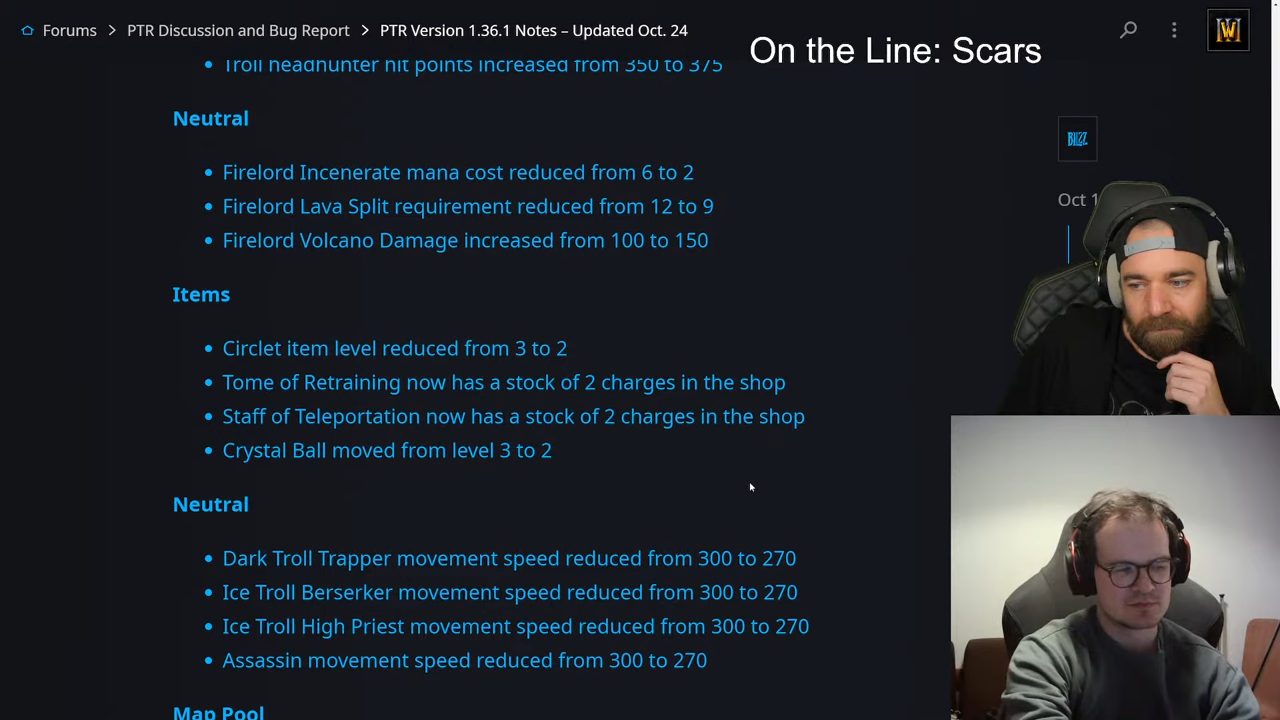 Forums > PTR Discussion and Bug Report > PTR Version 1.36.1 Notes – Updated Oct. 24
On the Line: Scars
• Troll headhunter hit points increased from 350 to 375
Neutral
BLIZZ
• Firelord Incenerate mana cost reduced from 6 to 2
Oct 1
• Firelord Lava Split requirement reduced from 12 to 9
• Firelord Volcano Damage increased from 100 to 150
Items
• Circlet item level reduced from 3 to 2
• Tome of Retraining now has a stock of 2 charges in the shop
• Staff of Teleportation now has a stock of 2 charges in the shop
• Crystal Ball moved from level 3 to 2
Neutral
• Dark Troll Trapper movement speed reduced from 300 to 270
• Ice Troll Berserker movement speed reduced from 300 to 270
• Ice Troll High Priest movement speed reduced from 300 to 270
• Assassin movement speed reduced from 300 to 270
Map Pool